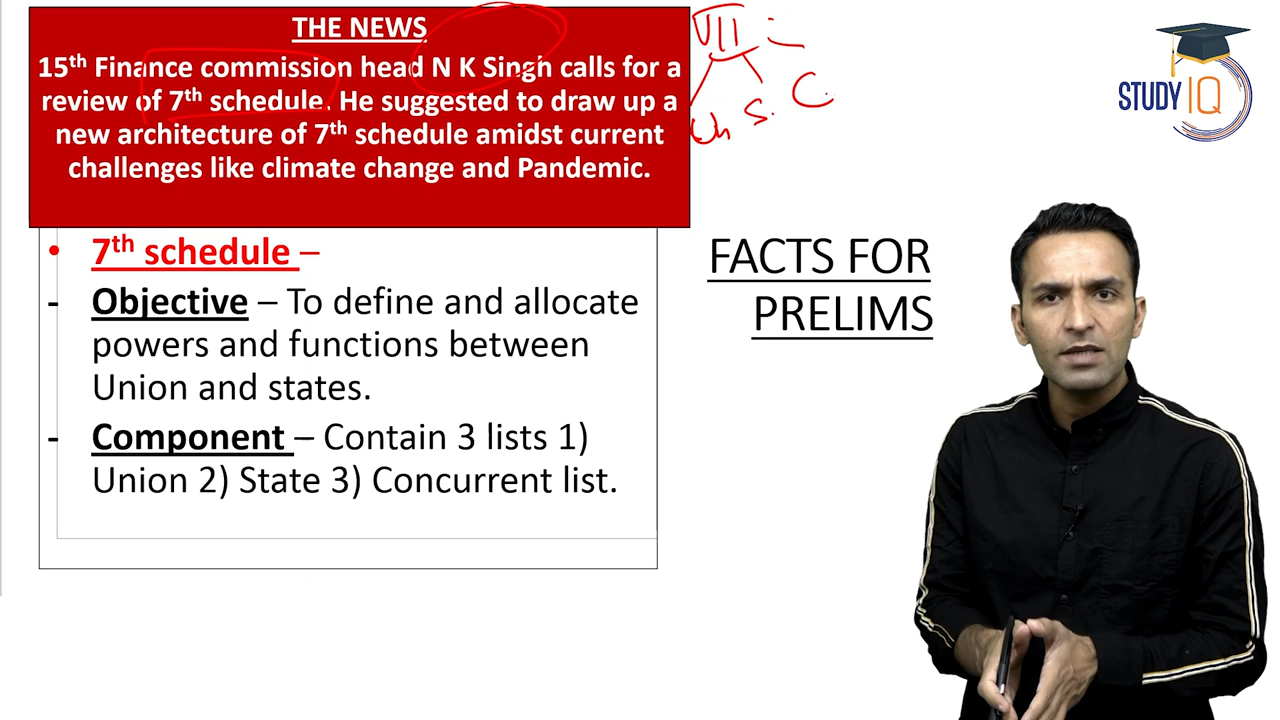 THE NEWS
15th Finance commission head N K Singh calls for a
review of 7th schedule. He suggested to draw up a
new architecture of 7th schedule amidst current
challenges like climate change and Pandemic.
VII
S. C.
STUDY IQ
• 7th schedule –
- Objective – To define and allocate
powers and functions between
Union and states.
- Component – Contain 3 lists 1)
Union 2) State 3) Concurrent list.
FACTS FOR
PRELIMS